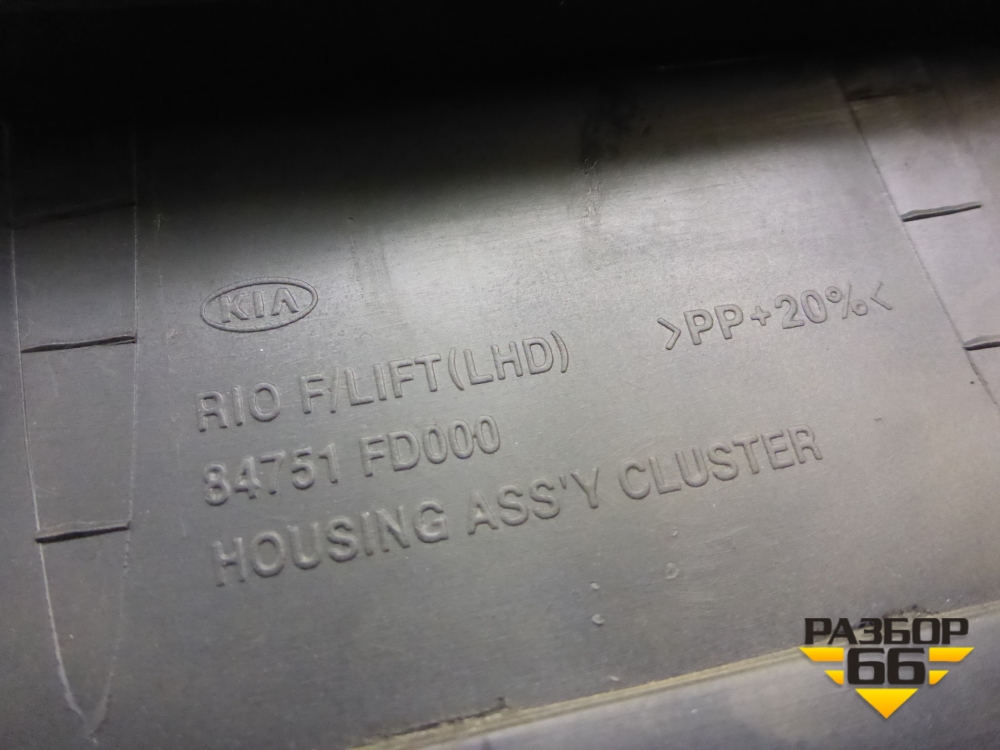 KIA
RIO F/LIFT(LHD) >PP+20%<
84751 FD000
HOUSING ASS'Y CLUSTER
РАЗБОР
66